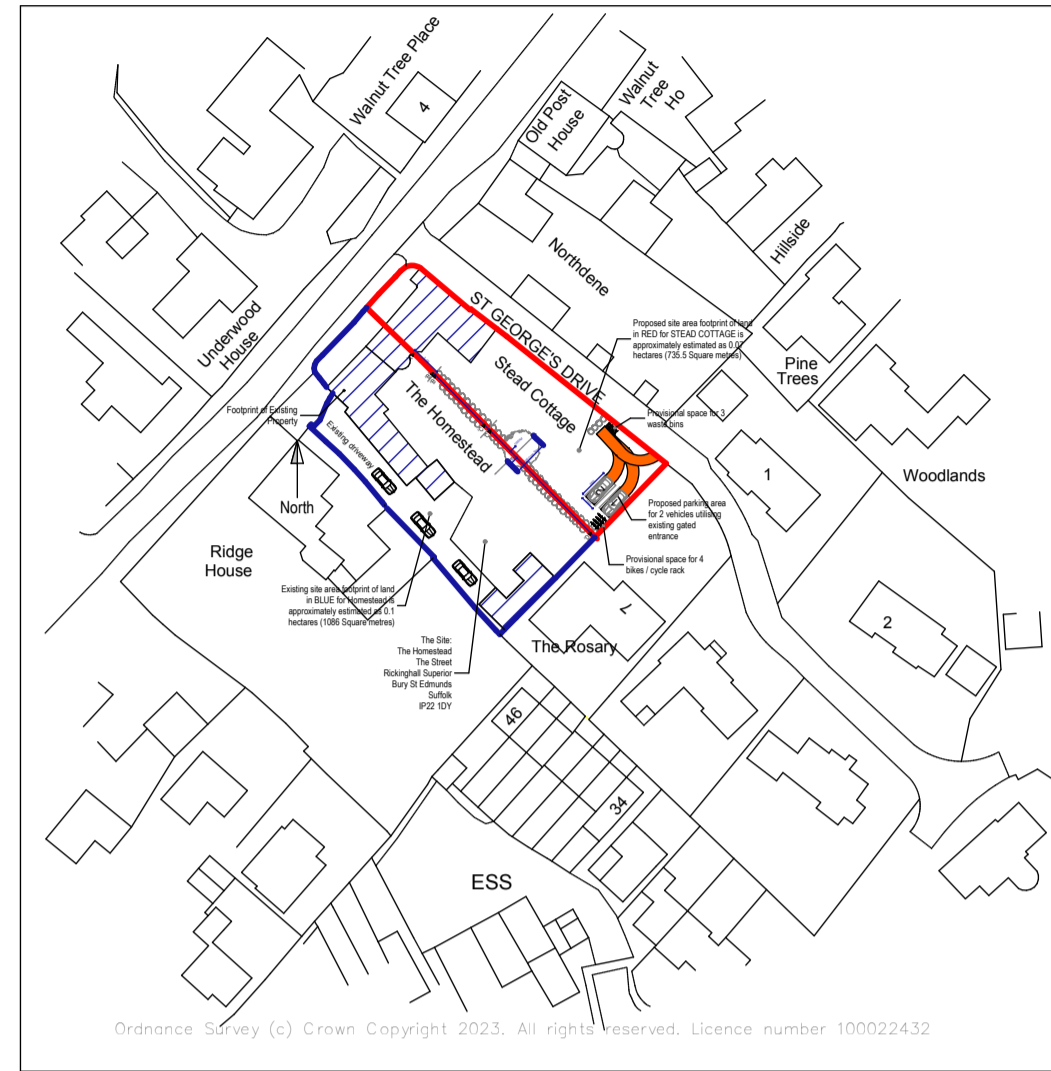 Walnut Tree Place
4
Old Post
House
Walnut
Tree
Ho
Hillside
Northdene
Underwood
House
ST GEORGE'S DRIVE
Proposed site area footprint of land
in RED for STEAD COTTAGE is
approximately estimated as 0.07
hectares (735.5 Square metres)
Pine
Trees
Stead Cottage
The Homestead
Footprint of Existing
Property
Existing driveway
Provisional space for 3
waste bins
1
Woodlands
North
Proposed parking area
for 2 vehicles utilising
existing gated
entrance
Ridge
House
Provisional space for 4
bikes / cycle rack
Existing site area footprint of land
in BLUE for Homestead is
approximately estimated as 0.1
hectares (1086 Square metres)
7
2
The Site:
The Homestead
The Street
Rickinghall Superior
Bury St Edmunds
Suffolk
IP22 1DY
The Rosary
46
34
ESS
Ordnance Survey (c) Crown Copyright 2023. All rights reserved. Licence number 100022432